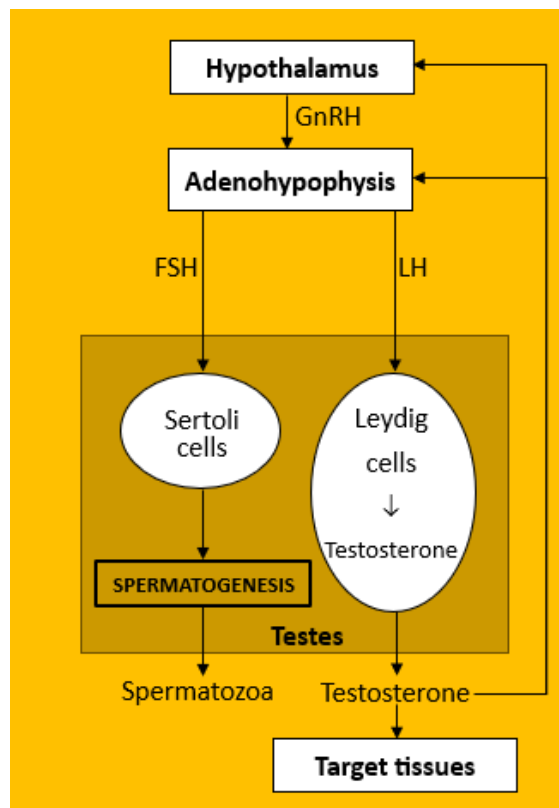 Hypothalamus
GnRH
Adenohypophysis
FSH
LH
Sertoli
cells
Leydig
cells
↓
Testosterone
SPERMATOGENESIS
Testes
Spermatozoa
Testosterone
Target tissues